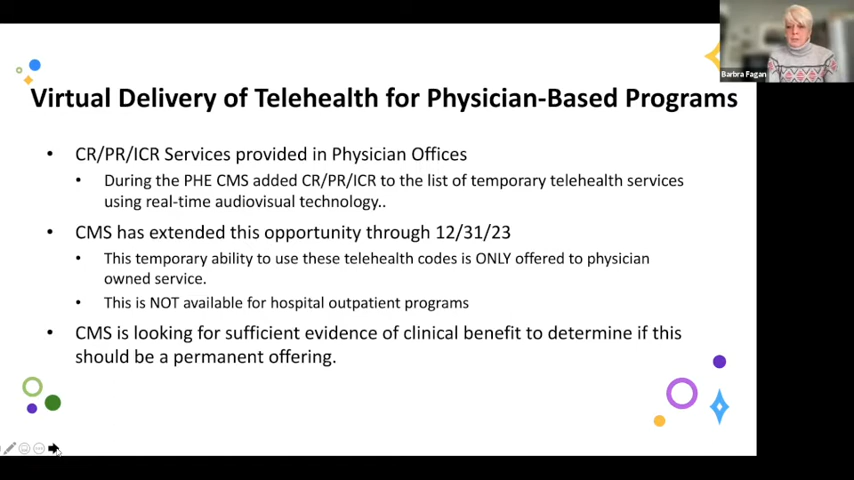 Barbra Fagan
Virtual Delivery of Telehealth for Physician-Based Programs
• CR/PR/ICR Services provided in Physician Offices
• During the PHE CMS added CR/PR/ICR to the list of temporary telehealth services
using real-time audiovisual technology..
• CMS has extended this opportunity through 12/31/23
• This temporary ability to use these telehealth codes is ONLY offered to physician
owned service.
• This is NOT available for hospital outpatient programs
• CMS is looking for sufficient evidence of clinical benefit to determine if this
should be a permanent offering.